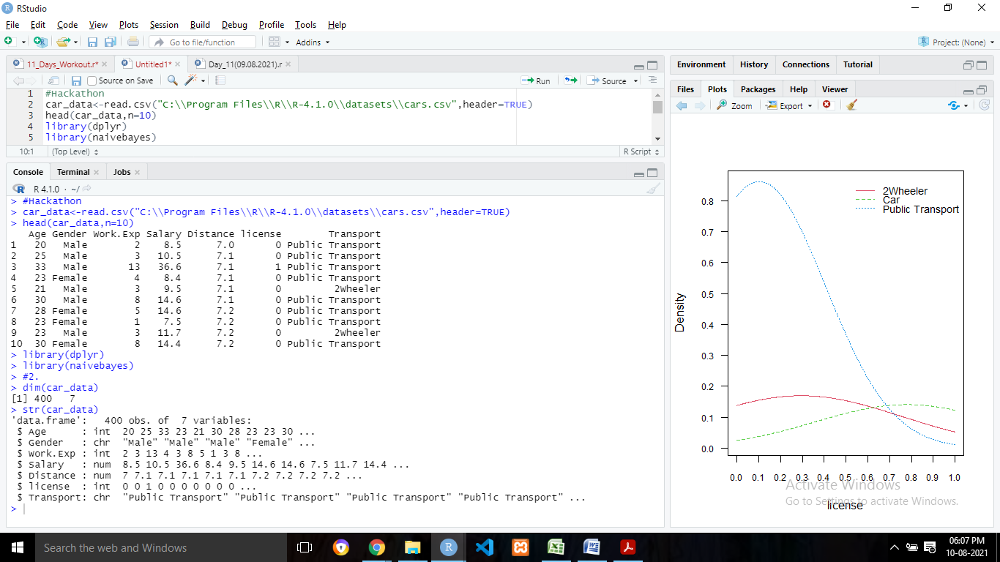 RStudio
File Edit Code View Plots Session Build Debug Profile Tools Help
Go to file/function Addins Project: (None)
11_Days_Workout.r* Untitled1* Day_11(09.08.2021).r
Source on Save Run Source
1 #Hackathon
2 car_data<-read.csv("C:\\Program Files\\R\\R-4.1.0\\datasets\\cars.csv",header=TRUE)
3 head(car_data,n=10)
4 library(dplyr)
5 library(naivebayes)
10:1 (Top Level) R Script
Console Terminal Jobs
R 4.1.0 · ~/
> #Hackathon
> car_data<-read.csv("C:\\Program Files\\R\\R-4.1.0\\datasets\\cars.csv",header=TRUE)
> head(car_data,n=10)
Age Gender Work.Exp Salary Distance license Transport
1 20 Male 2 8.5 7.0 0 Public Transport
2 25 Male 3 10.5 7.1 0 Public Transport
3 33 Male 13 36.6 7.1 1 Public Transport
4 23 Female 4 8.4 7.1 0 Public Transport
5 21 Male 3 9.5 7.1 0 2Wheeler
6 30 Male 8 14.6 7.1 0 Public Transport
7 28 Female 5 14.6 7.2 0 Public Transport
8 23 Female 1 7.5 7.2 0 Public Transport
9 23 Male 3 11.7 7.2 0 2Wheeler
10 30 Female 8 14.4 7.2 0 Public Transport
> library(dplyr)
> library(naivebayes)
> #2.
> dim(car_data)
[1] 400 7
> str(car_data)
'data.frame': 400 obs. of 7 variables:
$ Age : int 20 25 33 23 21 30 28 23 23 30 ...
$ Gender : chr "Male" "Male" "Male" "Female" ...
$ Work.Exp : int 2 3 13 4 3 8 5 1 3 8 ...
$ Salary : num 8.5 10.5 36.6 8.4 9.5 14.6 14.6 7.5 11.7 14.4 ...
$ Distance : num 7 7.1 7.1 7.1 7.1 7.1 7.2 7.2 7.2 7.2 ...
$ license : int 0 0 1 0 0 0 0 0 0 0 ...
$ Transport: chr "Public Transport" "Public Transport" "Public Transport" "Public Transport" ...
>
Environment History Connections Tutorial
Files Plots Packages Help Viewer
Zoom Export
2Wheeler
Car
Public Transport
Density
0.8
0.7
0.6
0.5
0.4
0.3
0.2
0.1
0.0
0.0 0.1 0.2 0.3 0.4 0.5 0.6 0.7 0.8 0.9 1.0
license
Activate Windows
Go to Settings to activate Windows.
Search the web and Windows
06:07 PM
10-08-2021